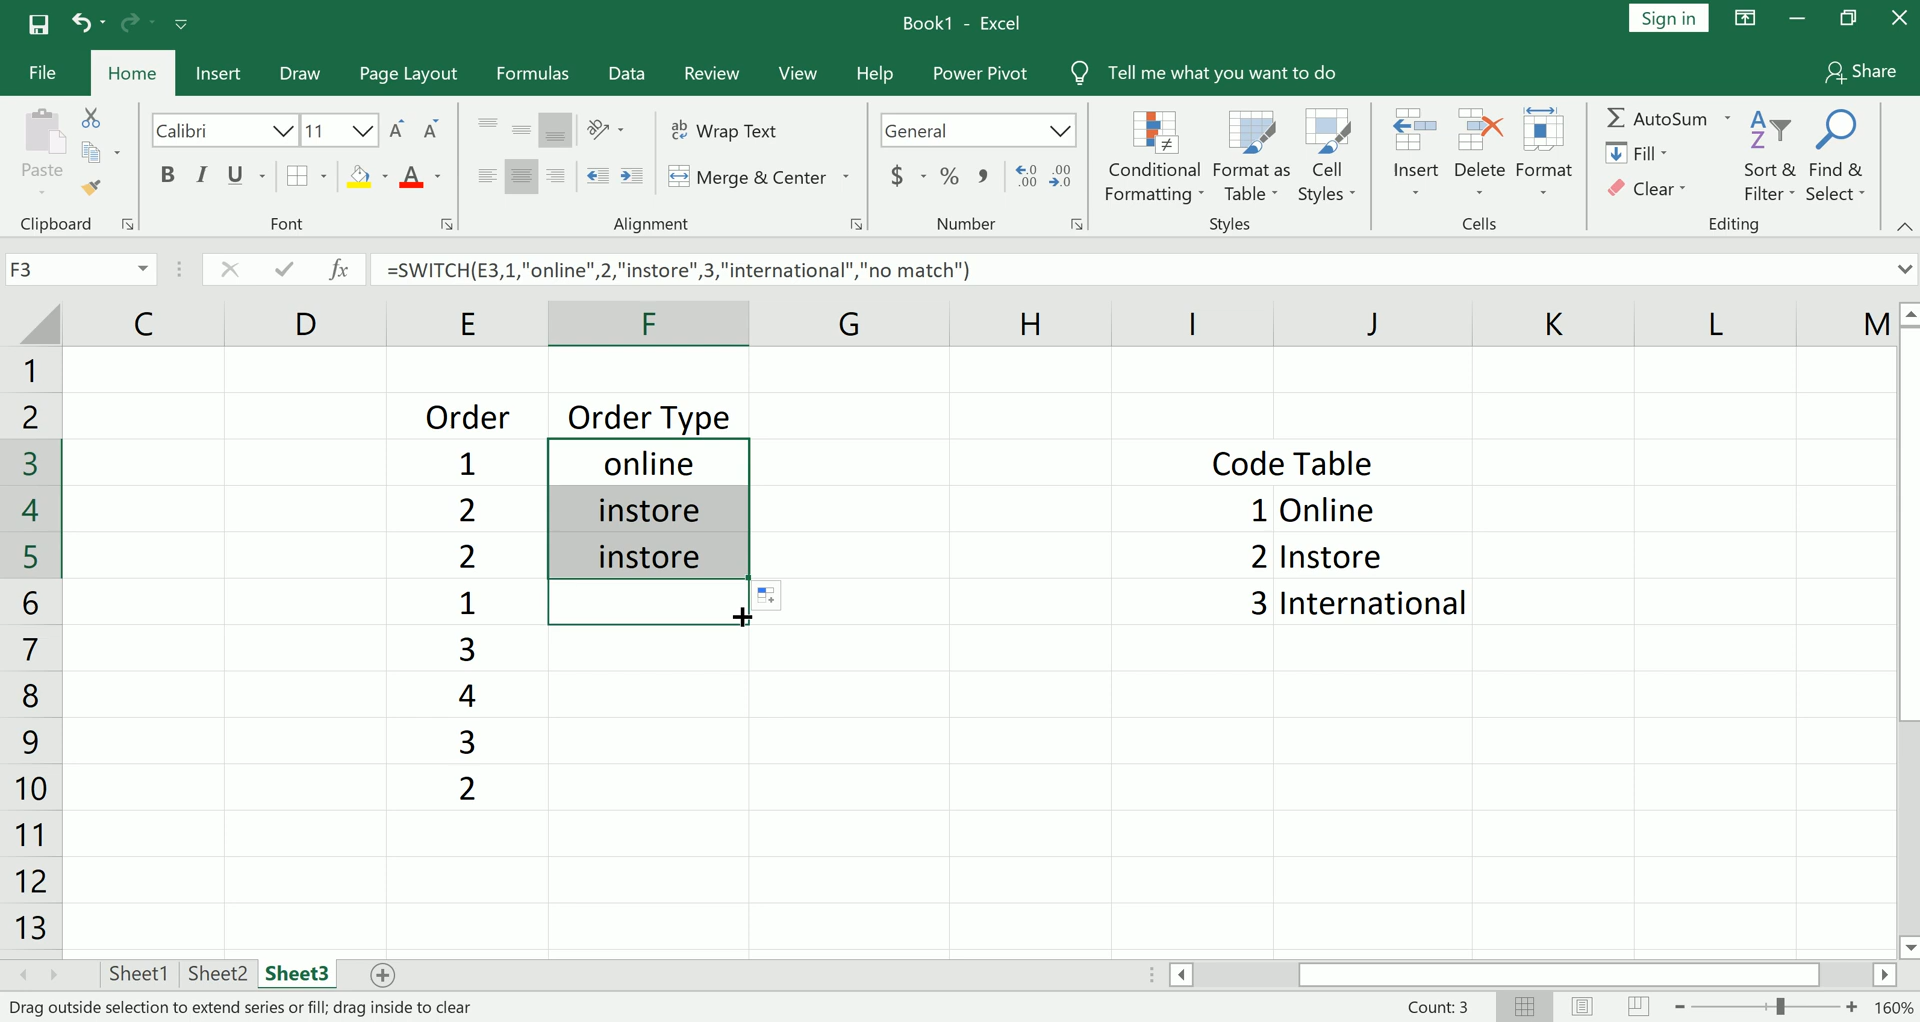 Book1 - Excel
Sign in
File Home Insert Draw Page Layout Formulas Data Review View Help Power Pivot Tell me what you want to do Share
Paste
Clipboard
Calibri 11 A A
B I U A
Font
ab Wrap Text
Merge & Center
Alignment
General
$ % , .00 .00
Number
Conditional Formatting
Format as Table
Cell Styles
Styles
Insert Delete Format
Cells
AutoSum
Fill
Clear
Sort & Filter
Find & Select
Editing
F3 fx =SWITCH(E3,1,"online",2,"instore",3,"international","no match")
C D E F G H I J K L M
1
2 Order Order Type
3 1 online Code Table
4 2 instore 1 Online
5 2 instore 2 Instore
6 1 3 International
7 3
8 4
9 3
10 2
11
12
13
Sheet1 Sheet2 Sheet3
Drag outside selection to extend series or fill; drag inside to clear Count: 3 160%